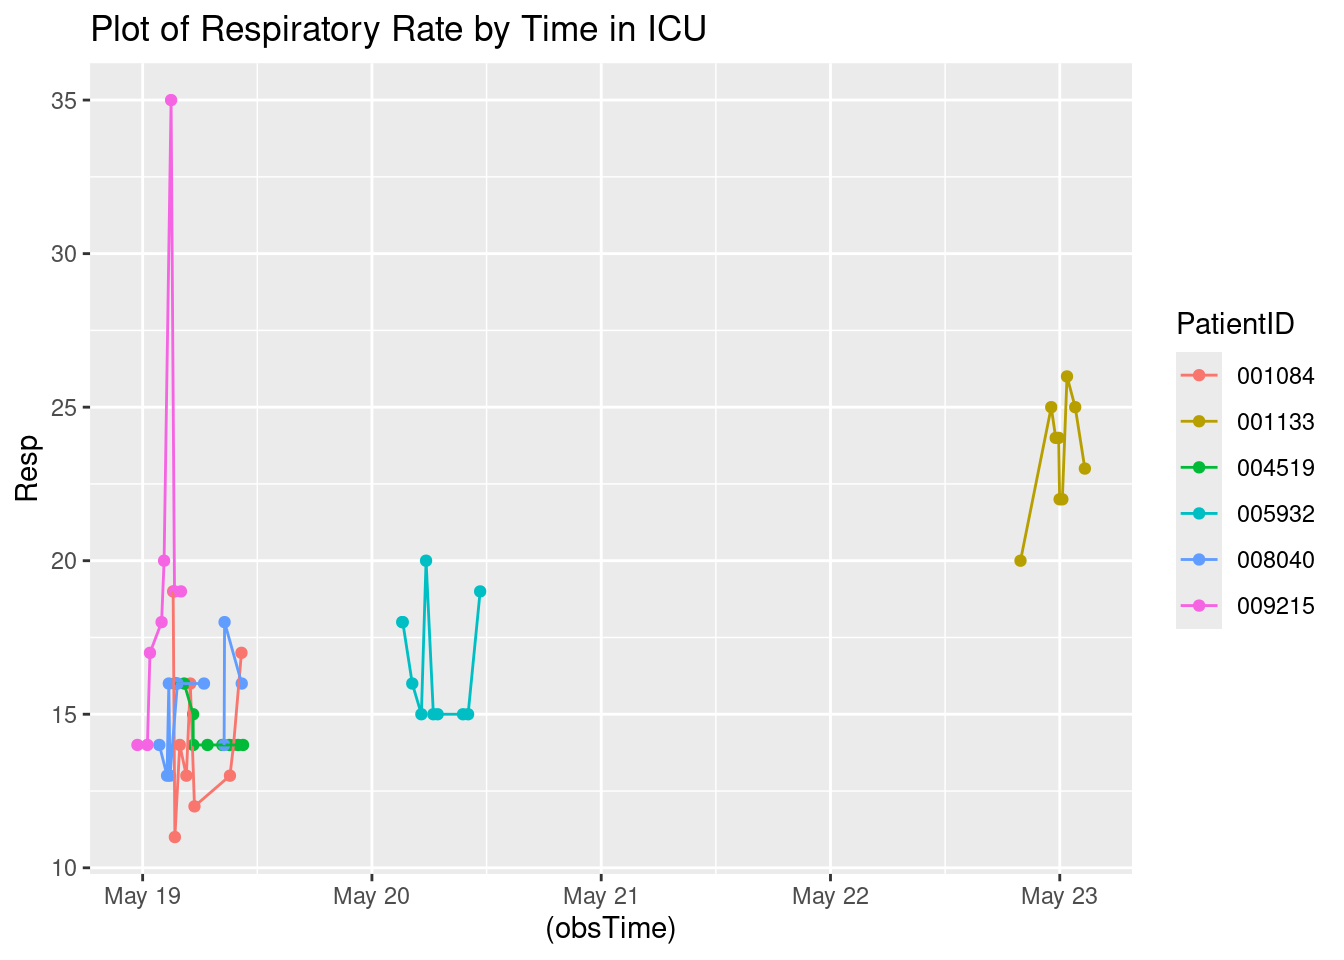 Plot of Respiratory Rate by Time in ICU
35
30
25
20
15
10
Resp
May 19
May 20
May 21
May 22
May 23
(obsTime)
PatientID
001084
001133
004519
005932
008040
009215